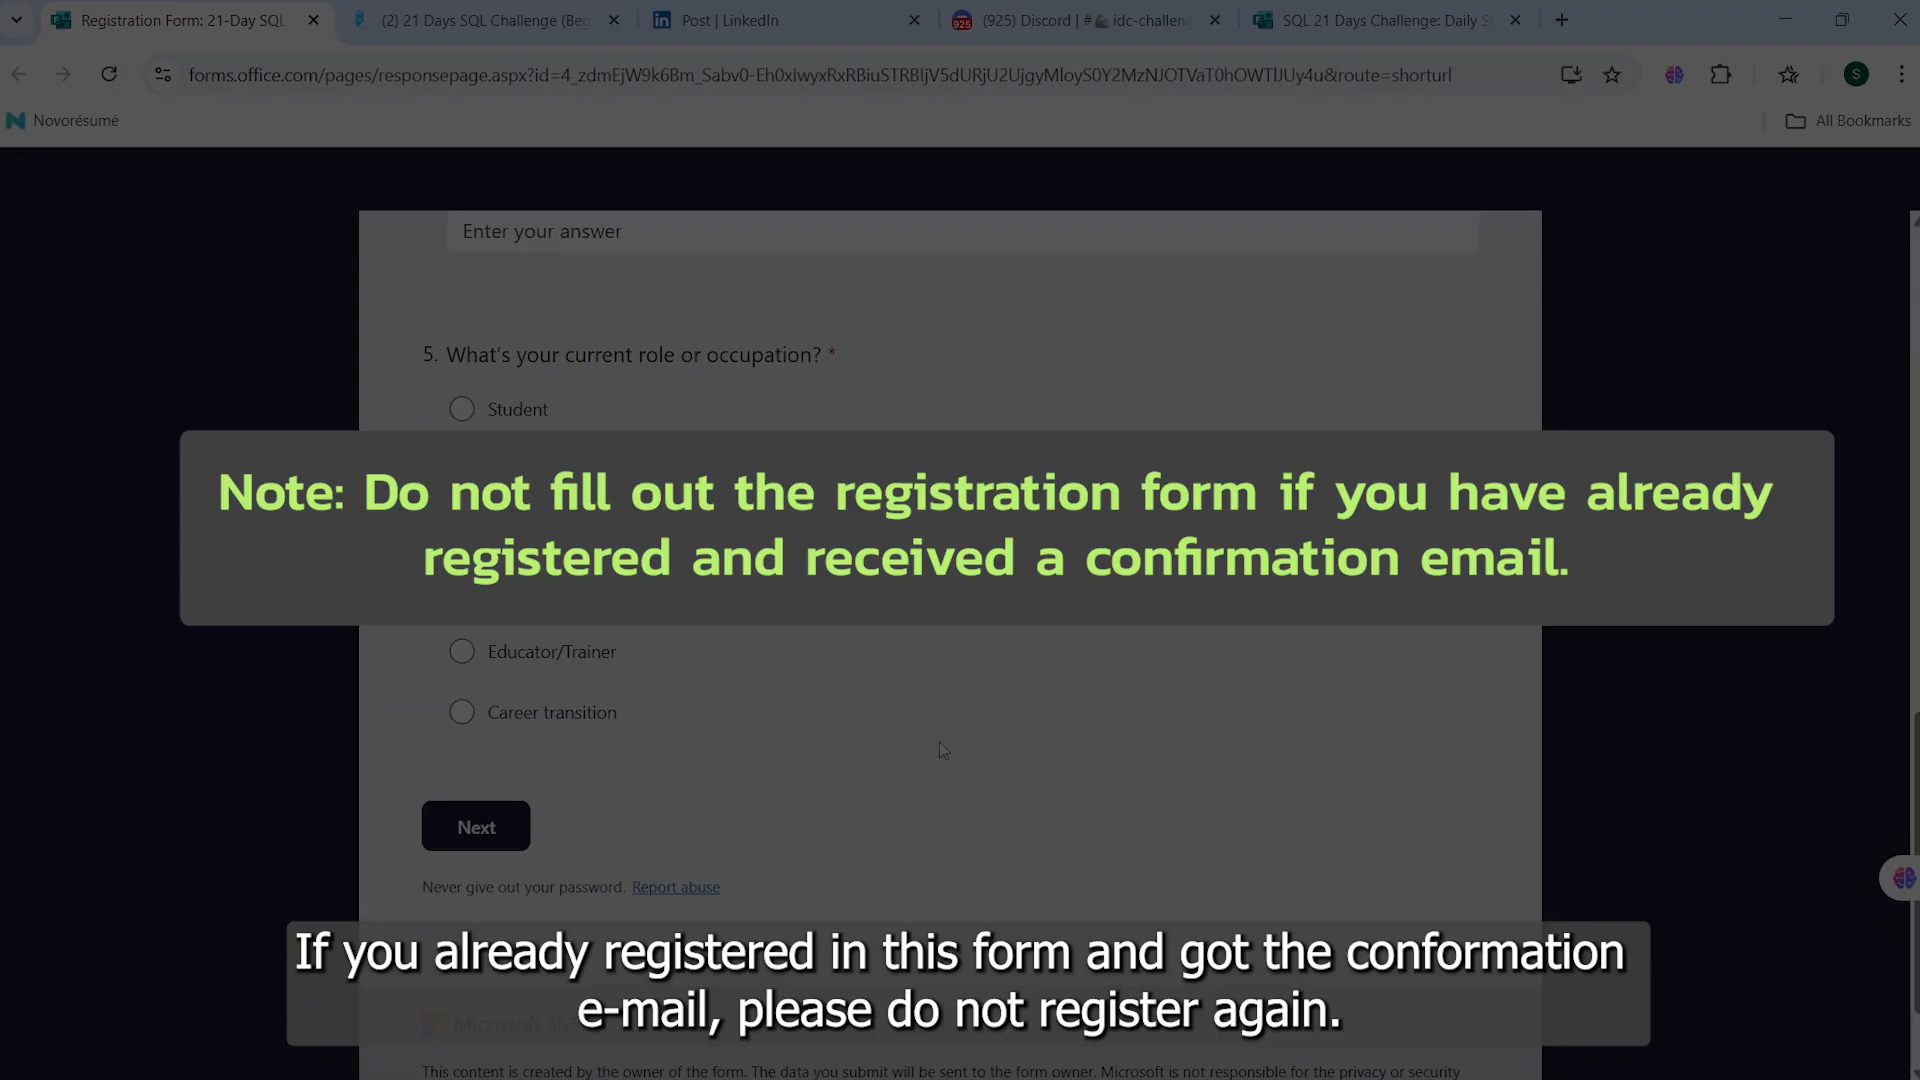 Registration Form: 21-Day SQL
(2) 21 Days SQL Challenge (Beg
Post | LinkedIn
(925) Discord | # idc-challeng
SQL 21 Days Challenge: Daily S
forms.office.com/pages/responsepage.aspx?id=4_zdmEjW9k6Bm_Sabv0-Eh0xIwyxRxRBiuSTRBIjV5dURjU2UjgyMloyS0Y2MzNJOTVaT0hOWTlJUy4u&route=shorturl
S
Novorésumé
All Bookmarks
Enter your answer
5. What's your current role or occupation? *
Student
Note: Do not fill out the registration form if you have already
registered and received a confirmation email.
Educator/Trainer
Career transition
Next
Never give out your password. Report abuse
If you already registered in this form and got the conformation
e-mail, please do not register again.
Microsoft 36
This content is created by the owner of the form. The data you submit will be sent to the form owner. Microsoft is not responsible for the privacy or security